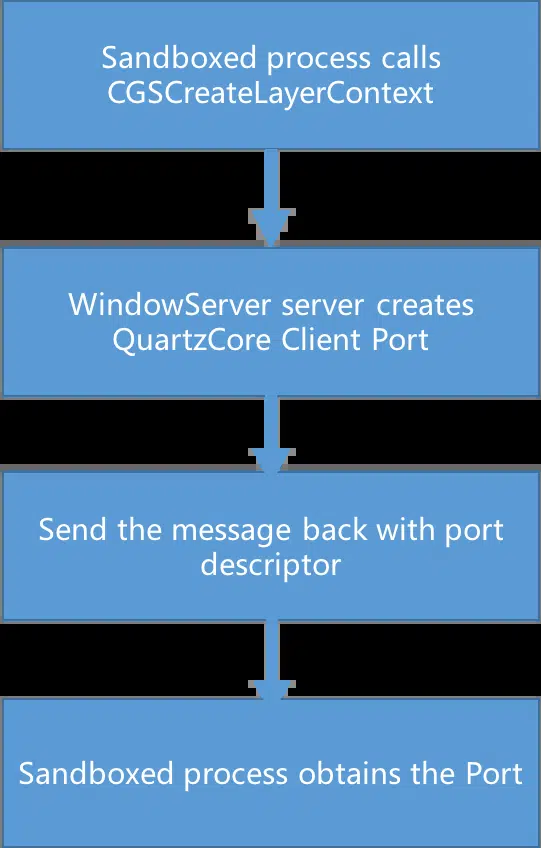 Sandboxed process calls
CGSCreateLayerContext
WindowServer server creates
QuartzCore Client Port
Send the message back with port
descriptor
Sandboxed process obtains the Port